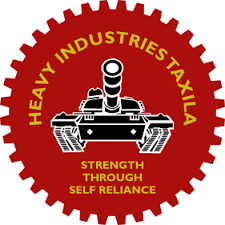 HEAVY INDUSTRIES TAXILA
STRENGTH
THROUGH
SELF RELIANCE